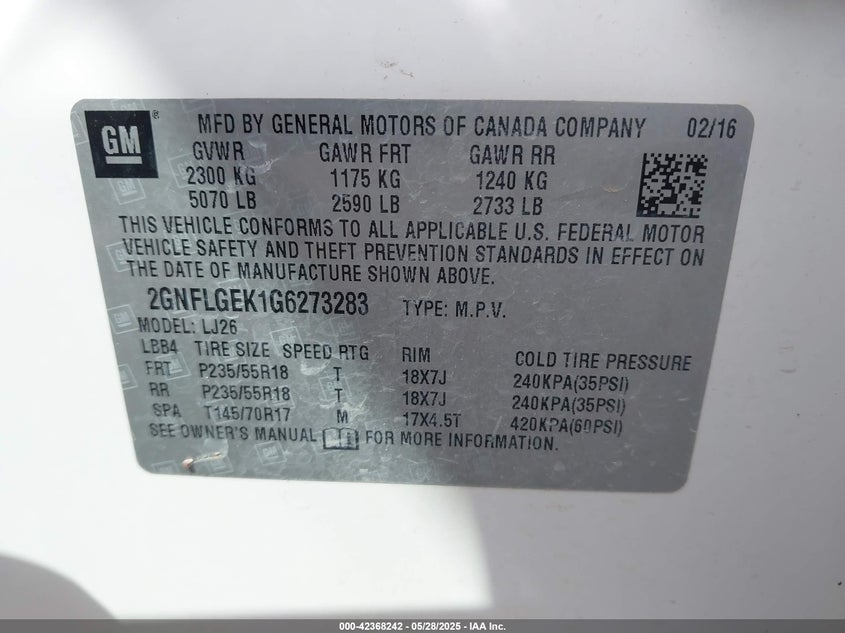 GM ® MFD BY GENERAL MOTORS OF CANADA COMPANY 02/16
GVWR GAWR FRT GAWR RR
2300 KG 1175 KG 1240 KG
5070 LB 2590 LB 2733 LB
THIS VEHICLE CONFORMS TO ALL APPLICABLE U.S. FEDERAL MOTOR
VEHICLE SAFETY AND THEFT PREVENTION STANDARDS IN EFFECT ON
THE DATE OF MANUFACTURE SHOWN ABOVE.
2GNFLGEK1G6273283 TYPE: M.P.V.
MODEL: LJ26
LBB4 TIRE SIZE SPEED RTG RIM COLD TIRE PRESSURE
FRT P235/55R18 T 18X7J 240KPA(35PSI)
RR P235/55R18 T 18X7J 240KPA(35PSI)
SPA T145/70R17 M 17X4.5T 420KPA(60PSI)
SEE OWNER'S MANUAL FOR MORE INFORMATION.
000-42368242 - 05/28/2025 - IAA Inc.